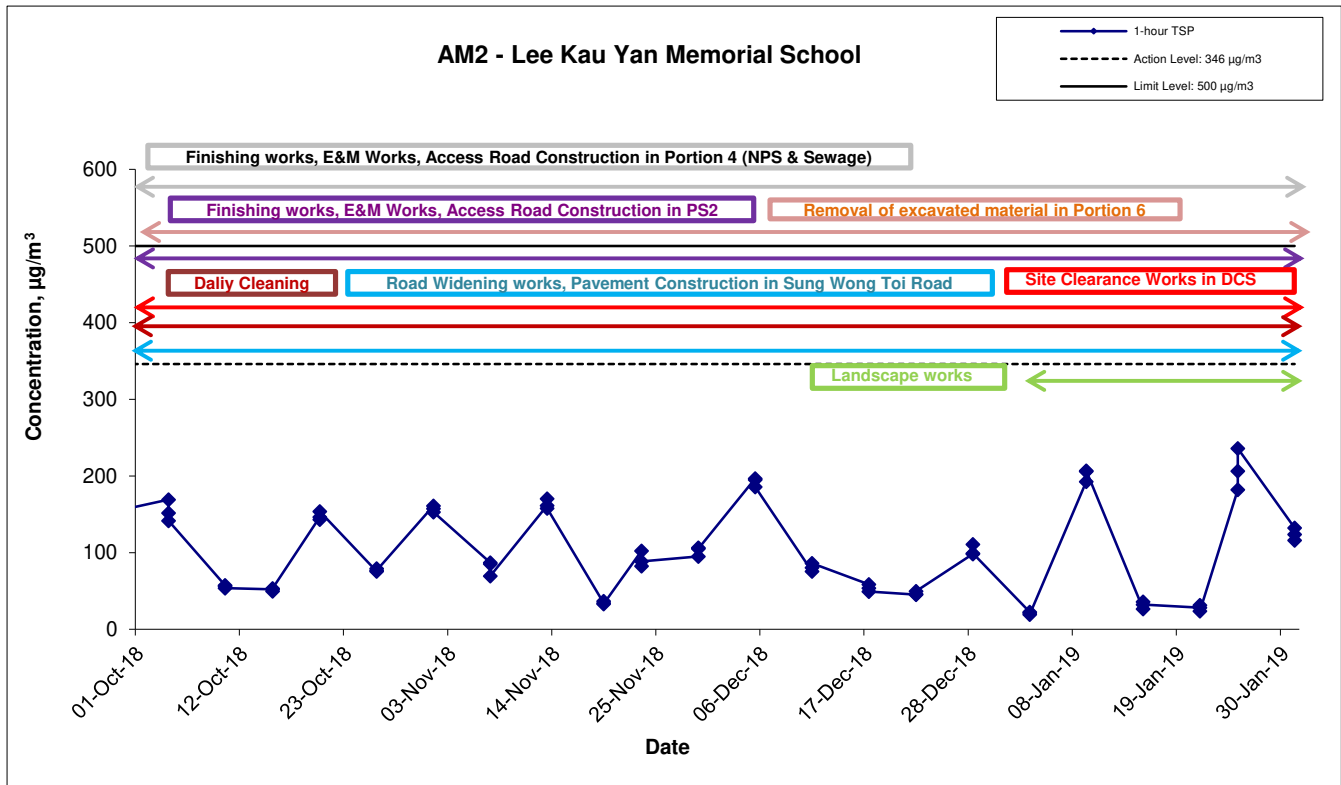 AM2 - Lee Kau Yan Memorial School
1-hour TSP
Action Level: 346 µg/m3
Limit Level: 500 µg/m3
Finishing works, E&M Works, Access Road Construction in Portion 4 (NPS & Sewage)
Finishing works, E&M Works, Access Road Construction in PS2
Removal of excavated material in Portion 6
Daliy Cleaning
Road Widening works, Pavement Construction in Sung Wong Toi Road
Site Clearance Works in DCS
Landscape works
Concentration, µg/m³
600
500
400
300
200
100
0
01-Oct-18
12-Oct-18
23-Oct-18
03-Nov-18
14-Nov-18
25-Nov-18
06-Dec-18
17-Dec-18
28-Dec-18
08-Jan-19
19-Jan-19
30-Jan-19
Date